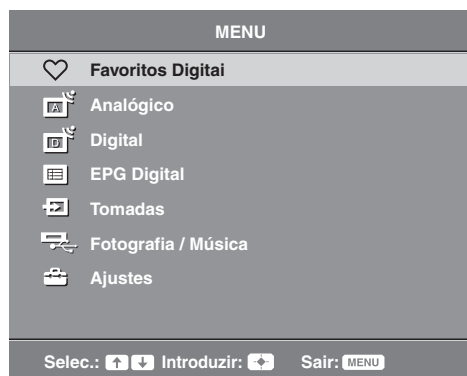 MENU
Favoritos Digitai
A Analógico
D Digital
EPG Digital
Tomadas
Fotografia / Música
Ajustes
Selec.: ↑ ↓ Introduzir: Sair: MENU